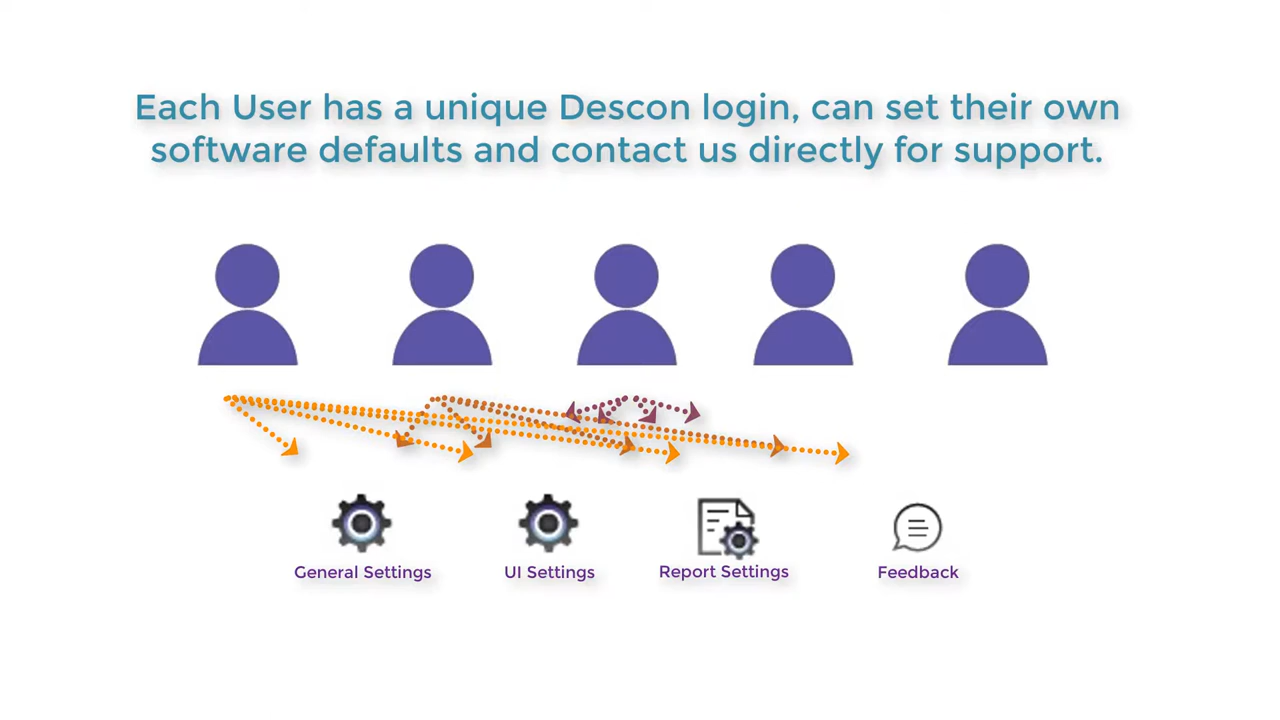 Each User has a unique Descon login, can set their own
software defaults and contact us directly for support.
General Settings
UI Settings
Report Settings
Feedback